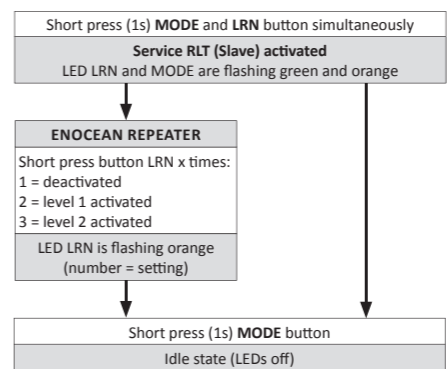 Short press (1s) MODE and LRN button simultaneously
Service RLT (Slave) activated
LED LRN and MODE are flashing green and orange
ENOCEAN REPEATER
Short press button LRN x times:
1 = deactivated
2 = level 1 activated
3 = level 2 activated
LED LRN is flashing orange
(number = setting)
Short press (1s) MODE button
Idle state (LEDs off)